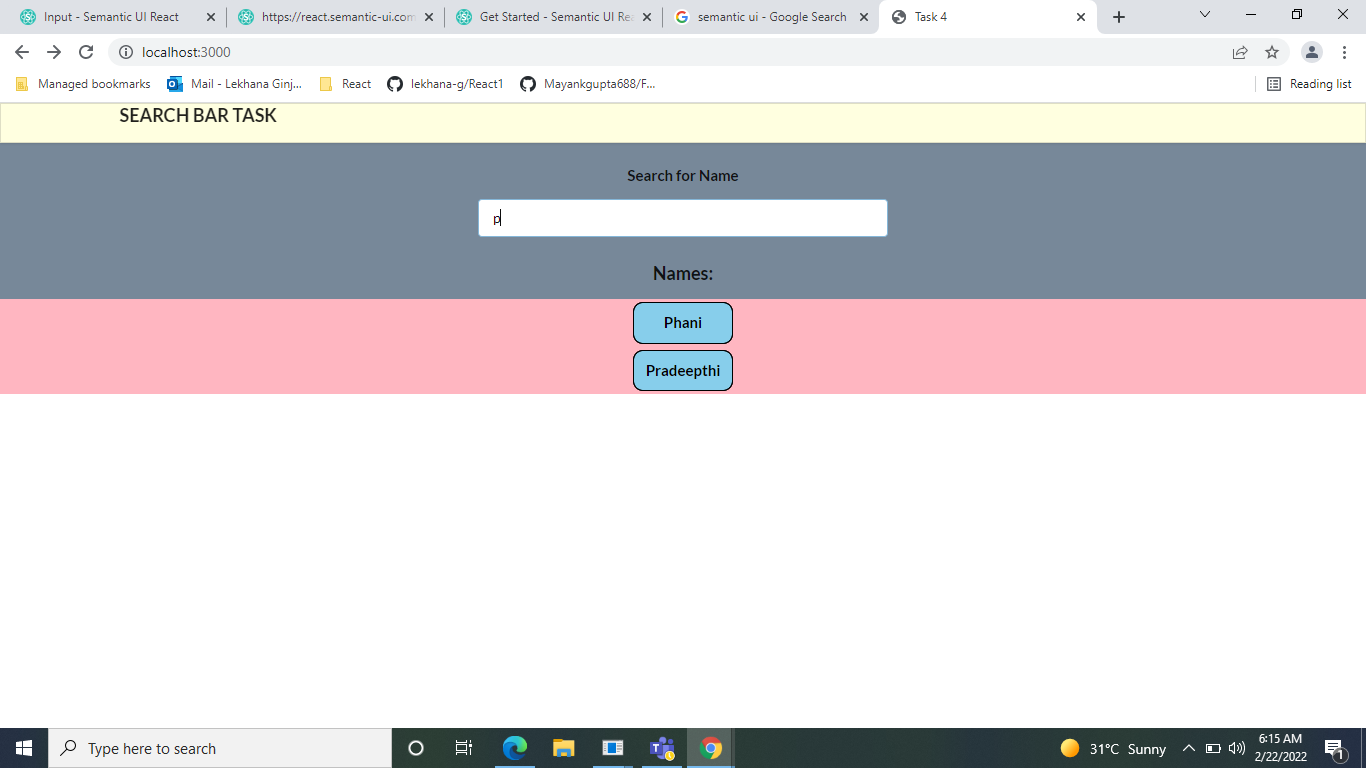 Input - Semantic UI React
https://react.semantic-ui.com
Get Started - Semantic UI Rea
semantic ui - Google Search
Task 4
localhost:3000
Managed bookmarks
Mail - Lekhana Ginj...
React
lekhana-g/React1
Mayankgupta688/F...
Reading list
SEARCH BAR TASK
Search for Name
p
Names:
Phani
Pradeepthi
Type here to search
31°C Sunny
6:15 AM
2/22/2022
1